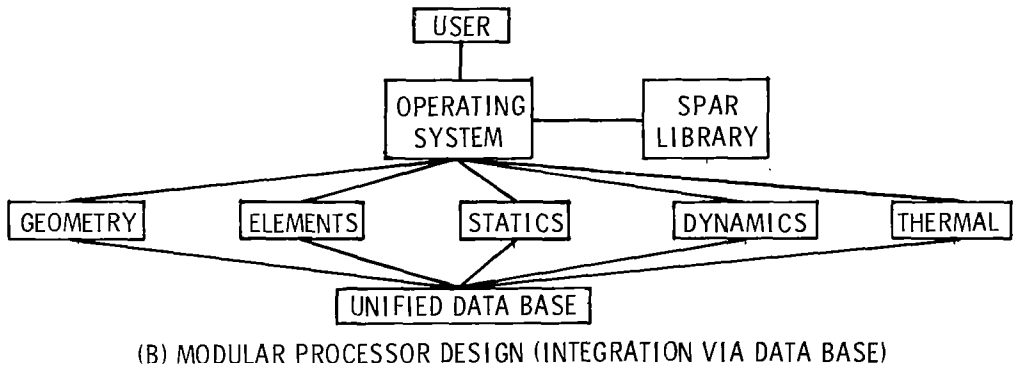 USER
OPERATING
SYSTEM
SPAR
LIBRARY
GEOMETRY
ELEMENTS
STATICS
DYNAMICS
THERMAL
UNIFIED DATA BASE
(B) MODULAR PROCESSOR DESIGN (INTEGRATION VIA DATA BASE)